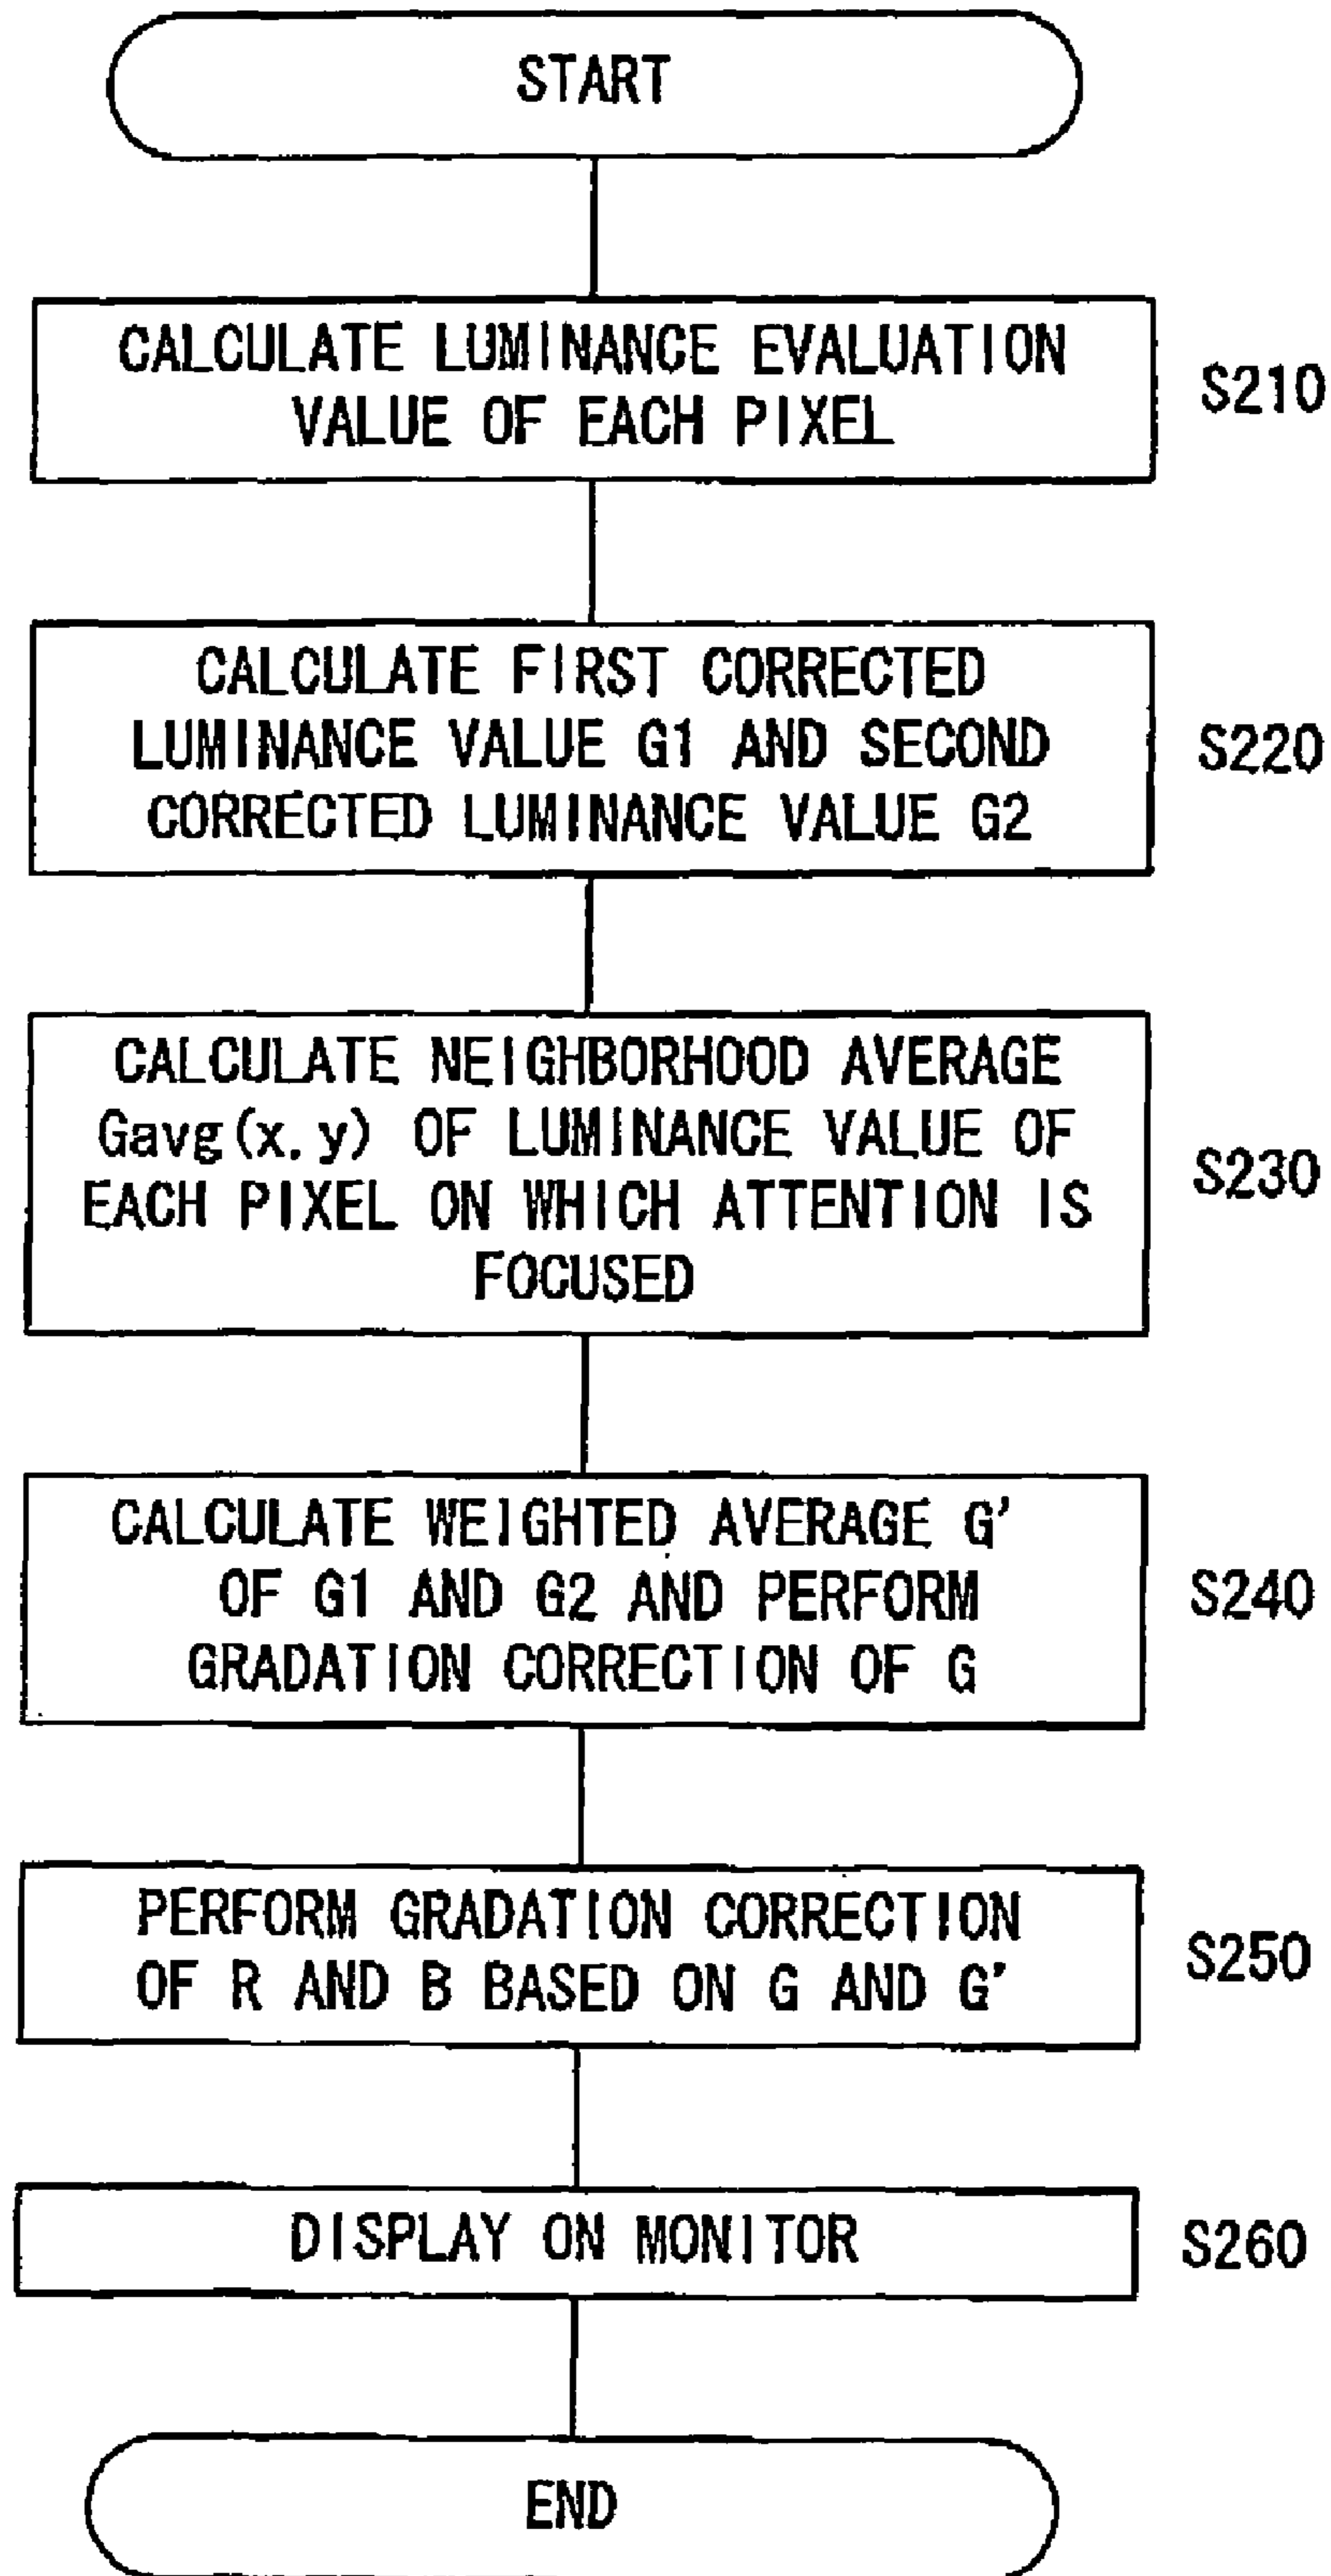 START
CALCULATE LUMINANCE EVALUATION
VALUE OF EACH PIXEL
S210
CALCULATE FIRST CORRECTED
LUMINANCE VALUE G1 AND SECOND
CORRECTED LUMINANCE VALUE G2
S220
CALCULATE NEIGHBORHOOD AVERAGE
Gavg(x.y) OF LUMINANCE VALUE OF
EACH PIXEL ON WHICH ATTENTION IS
FOCUSED
S230
CALCULATE WEIGHTED AVERAGE G'
OF G1 AND G2 AND PERFORM
GRADATION CORRECTION OF G
S240
PERFORM GRADATION CORRECTION
OF R AND B BASED ON G AND G'
S250
DISPLAY ON MONITOR
S260
END